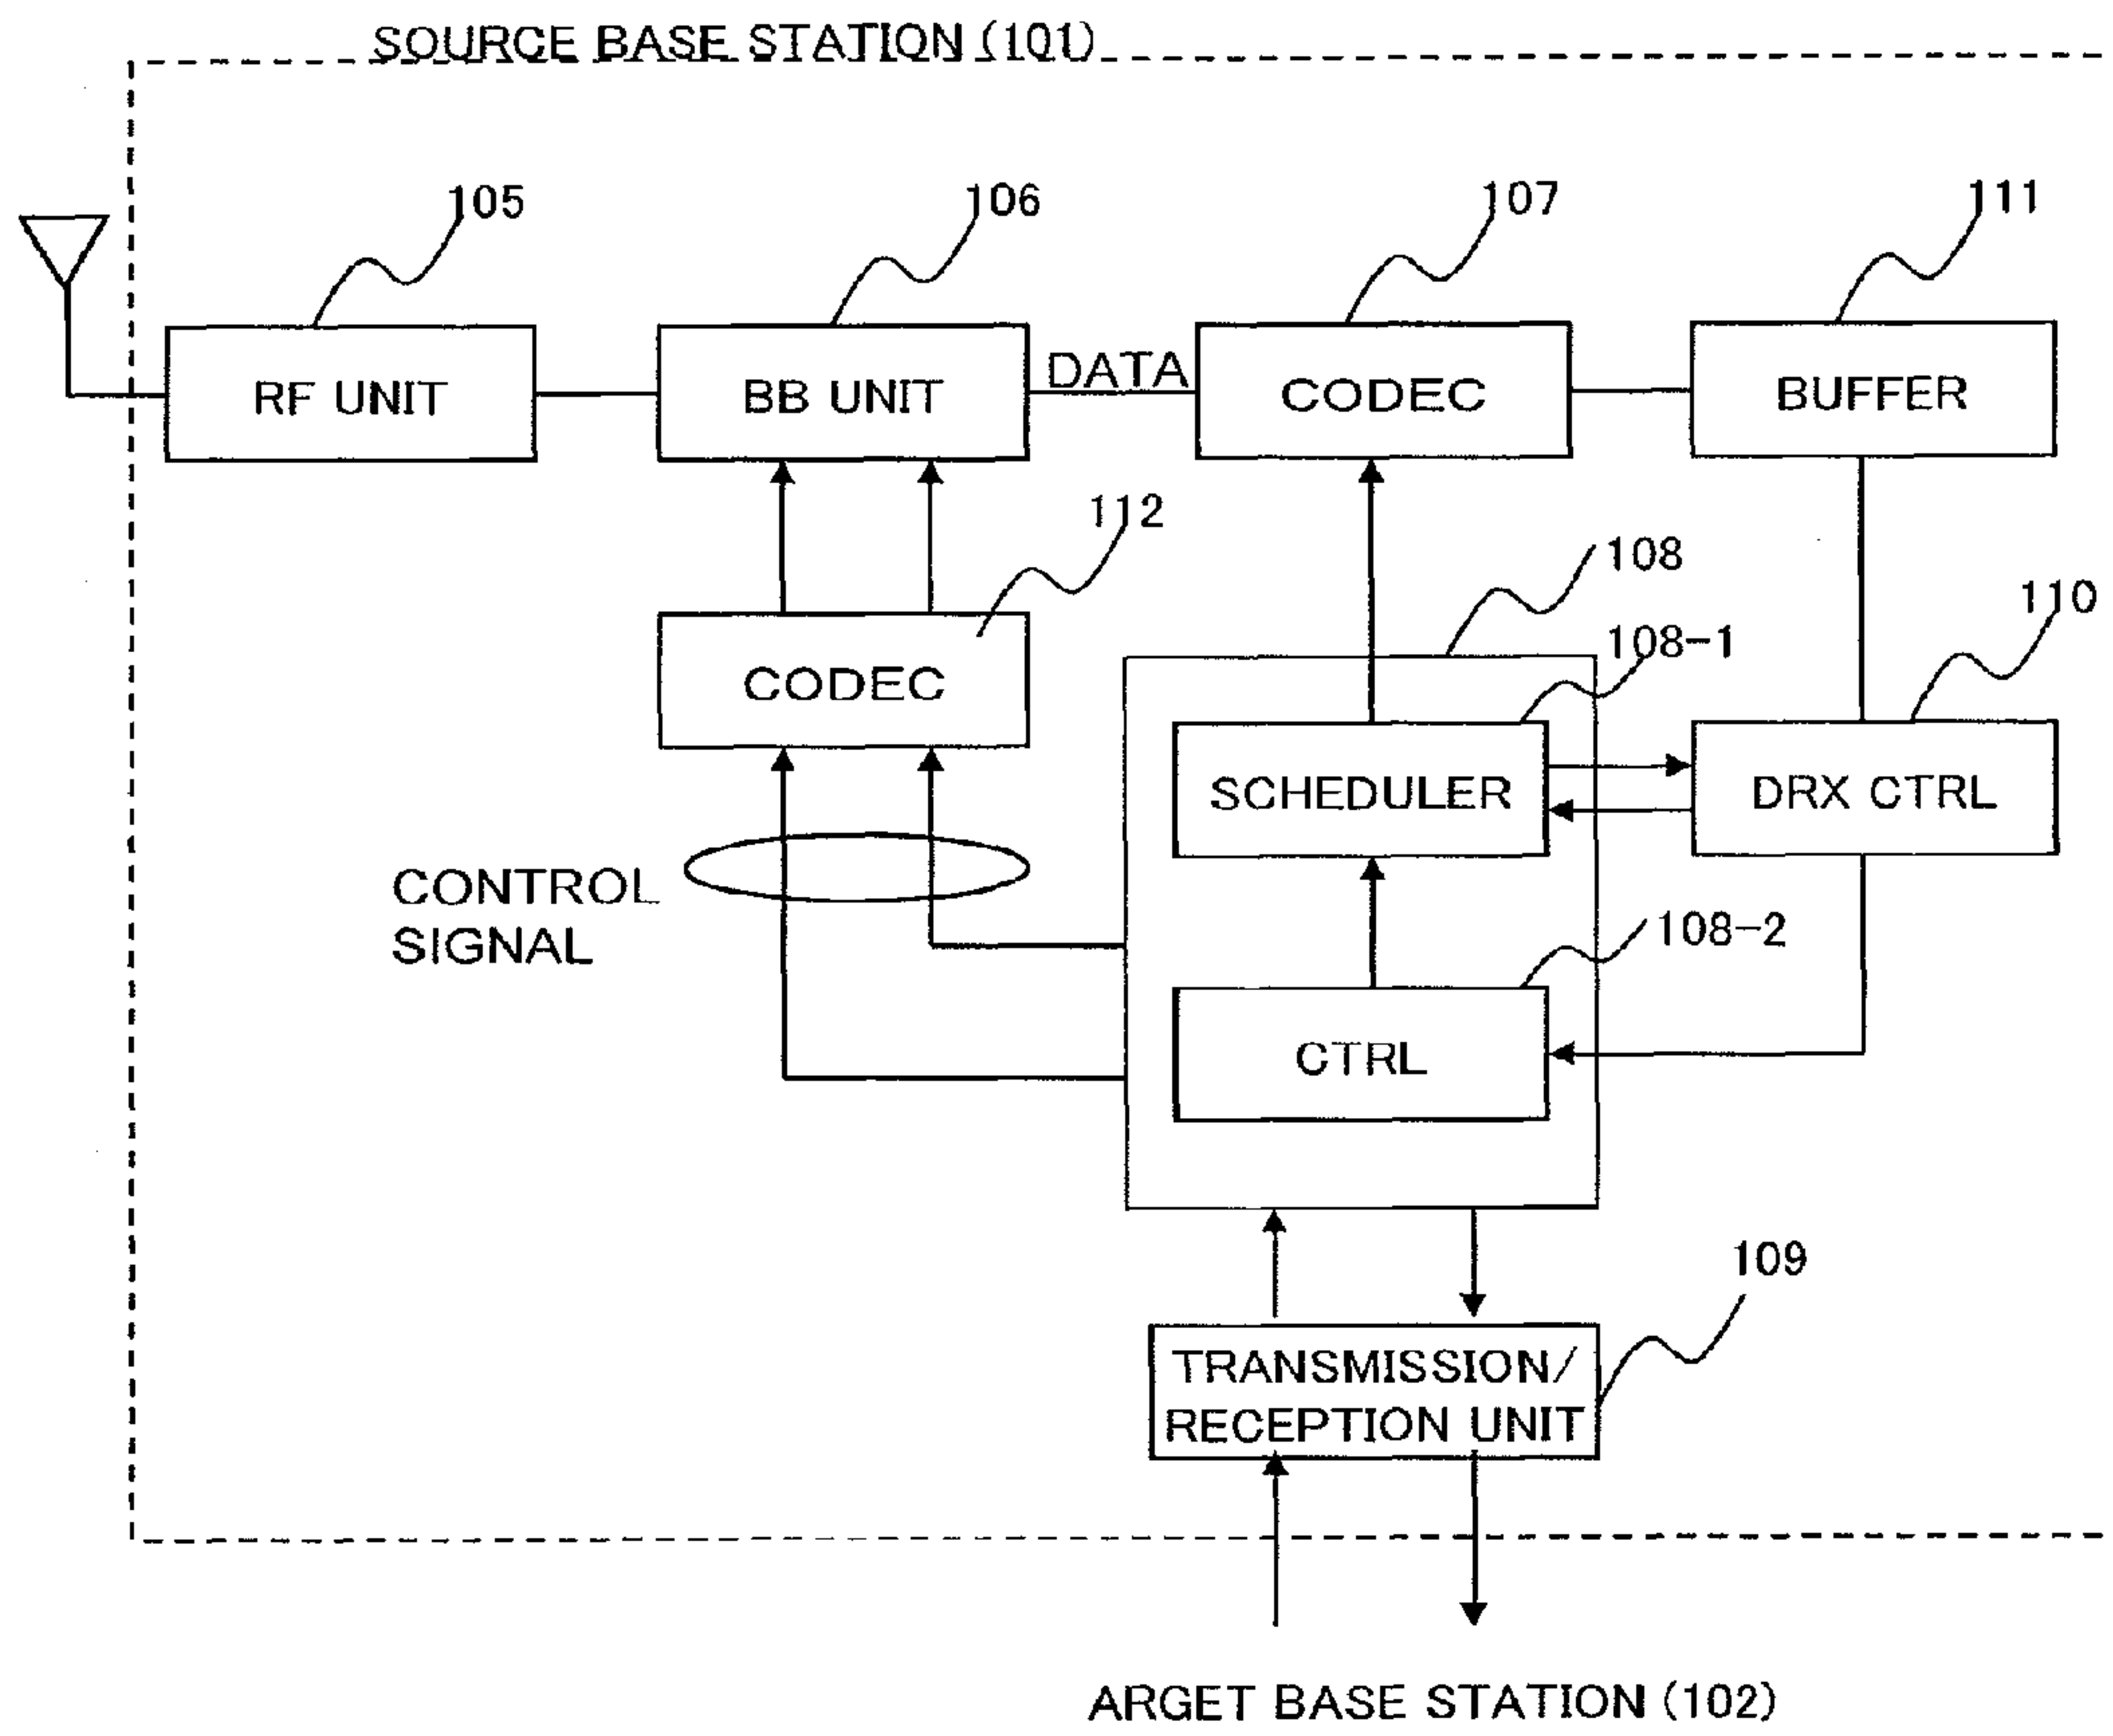 SOURCE BASE STATION (101)
105
106
107
111
RF UNIT
BB UNIT
DATA
CODEC
BUFFER
112
108
108-1
110
CODEC
SCHEDULER
DRX CTRL
CONTROL
SIGNAL
108-2
CTRL
109
TRANSMISSION/
RECEPTION UNIT
ARGET BASE STATION (102)